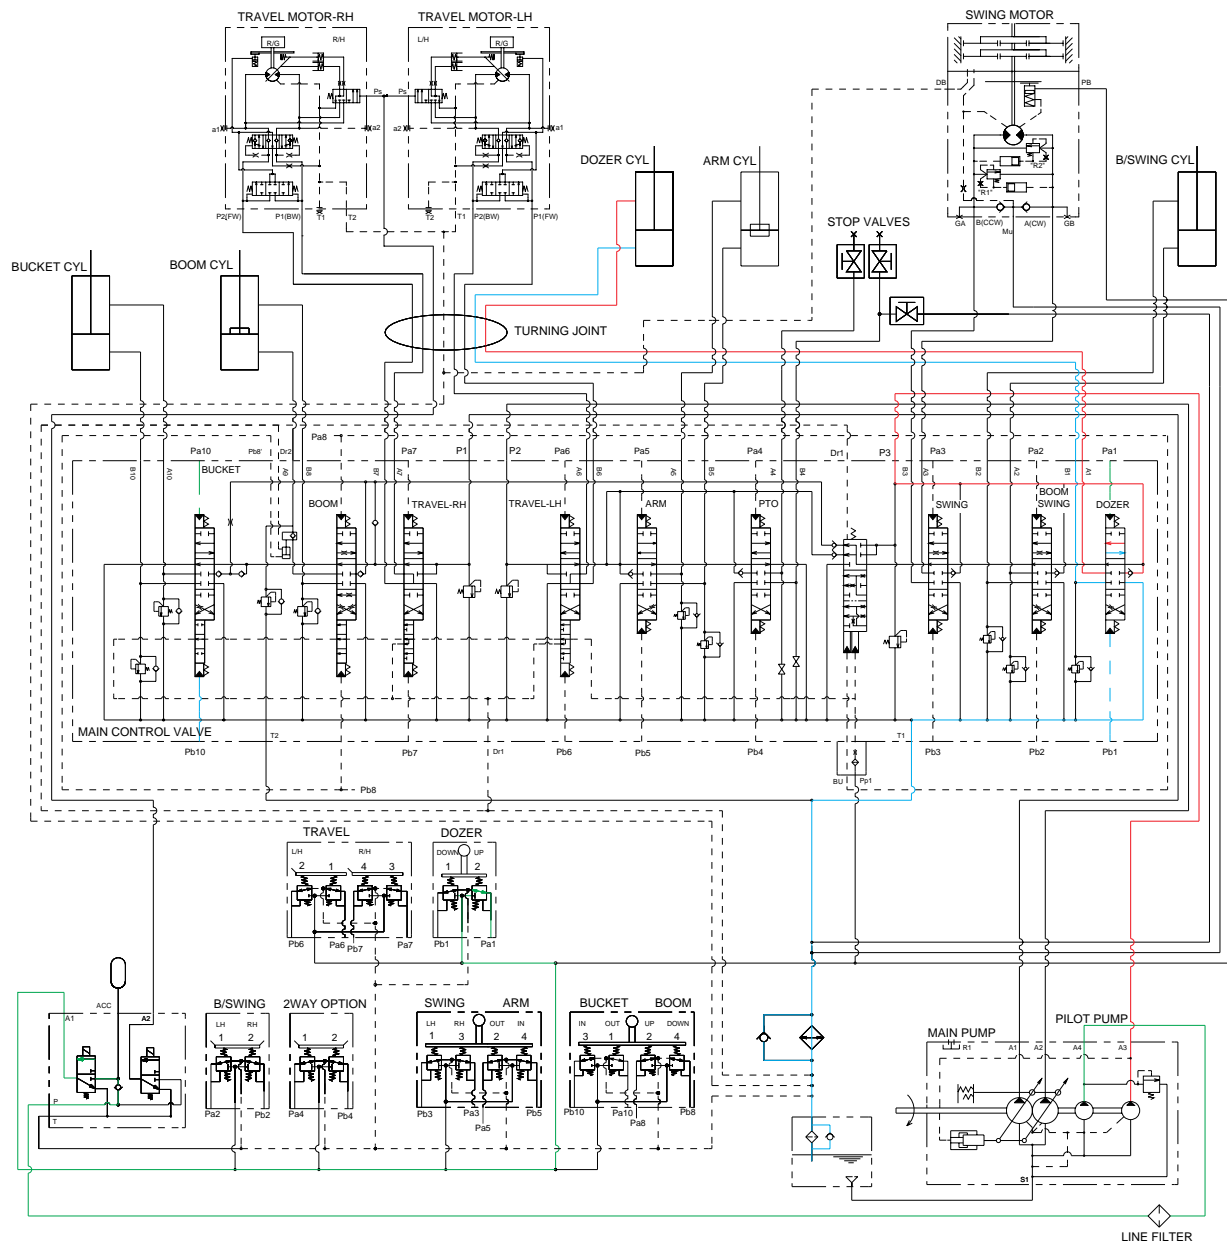 TRAVEL MOTOR-RH TRAVEL MOTOR-LH SWING MOTOR
R/G R/H L/H R/G
DB PB
Ps Ps
a1 a2 a2 a1
DOZER CYL ARM CYL B/SWING CYL
"R2"
"R1"
P2(FW) P1(BW) T1 T2 T2 T1 P2(BW) P1(FW)
GA B(CCW) Mu A(CW) GB
STOP VALVES
BUCKET CYL BOOM CYL
TURNING JOINT
Pa8
Pa10 Pb8' Dr2 Pa7 P1 P2 Pa6 Pa5 Pa4 Dr1 P3 Pa3 Pa2 Pa1
B10 A10 A9 B8 B7 A7 A6 B6 A5 B5 A4 B4 B3 A3 B2 A2 B1 A1
BUCKET BOOM TRAVEL-RH TRAVEL-LH ARM PTO SWING BOOM SWING DOZER
MAIN CONTROL VALVE
T2 Dr1 T1
Pb10 Pb7 Pb6 Pb5 Pb4 Pb3 Pb2 Pb1
BU Pp1
Pb8
TRAVEL DOZER
L/H R/H DOWN UP
2 1 4 3 1 2
Pb6 Pa6 Pb7 Pa7 Pb1 Pa1
ACC
A1 A2
P
T
B/SWING 2WAY OPTION SWING ARM BUCKET BOOM
LH RH LH RH OUT IN IN OUT UP DOWN
1 2 1 2 1 3 2 4 3 1 2 4
Pa2 Pb2 Pa4 Pb4 Pb3 Pa3 Pa5 Pb5 Pb10 Pa10 Pa8 Pb8
PILOT PUMP
MAIN PUMP
R1 A1 A2 A4 A3
S1
LINE FILTER